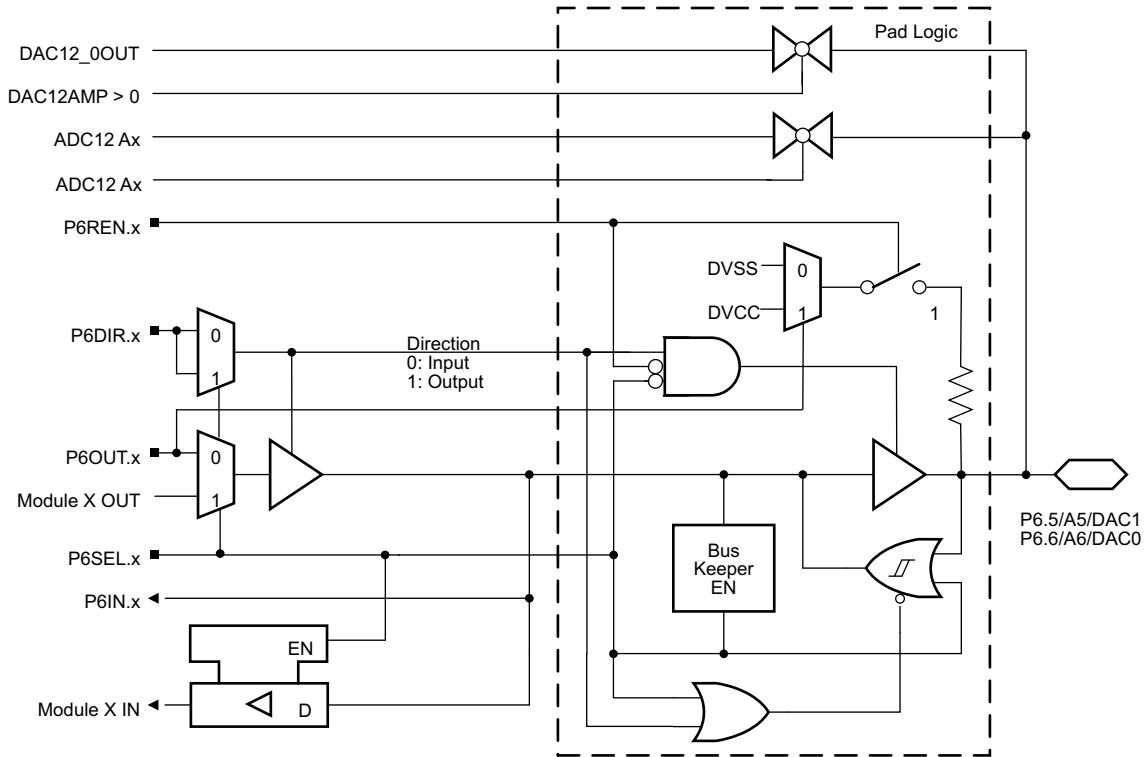 Pad Logic
DAC12_0OUT
DAC12AMP > 0
ADC12 Ax
ADC12 Ax
P6REN.x
DVSS
0
DVCC
1
1
P6DIR.x
0
1
Direction
0: Input
1: Output
P6OUT.x
0
Module X OUT
1
P6.5/A5/DAC1
P6.6/A6/DAC0
P6SEL.x
Bus
Keeper
EN
P6IN.x
EN
Module X IN
D